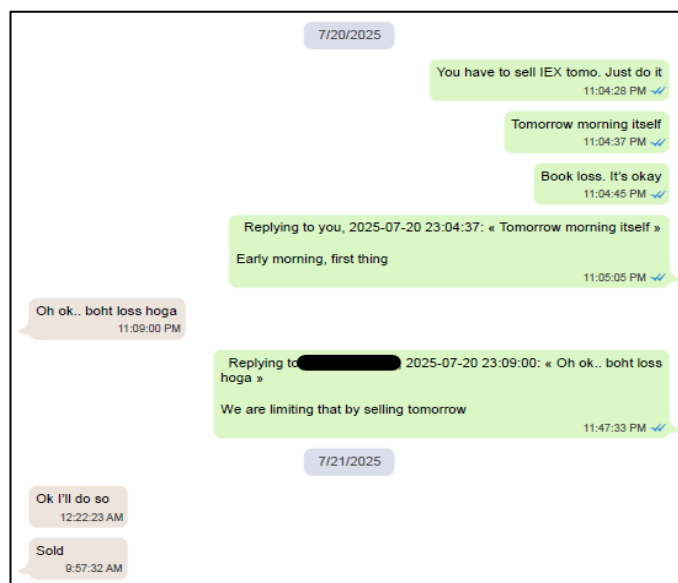 7/20/2025
You have to sell IEX tomo. Just do it
11:04:28 PM
Tomorrow morning itself
11:04:37 PM
Book loss. It's okay
11:04:45 PM
Replying to you, 2025-07-20 23:04:37: « Tomorrow morning itself »
Early morning, first thing
11:05:05 PM
Oh ok.. boht loss hoga
11:09:00 PM
Replying to 2025-07-20 23:09:00: « Oh ok.. boht loss
hoga »
We are limiting that by selling tomorrow
11:47:33 PM
7/21/2025
Ok I'll do so
12:22:23 AM
Sold
9:57:32 AM